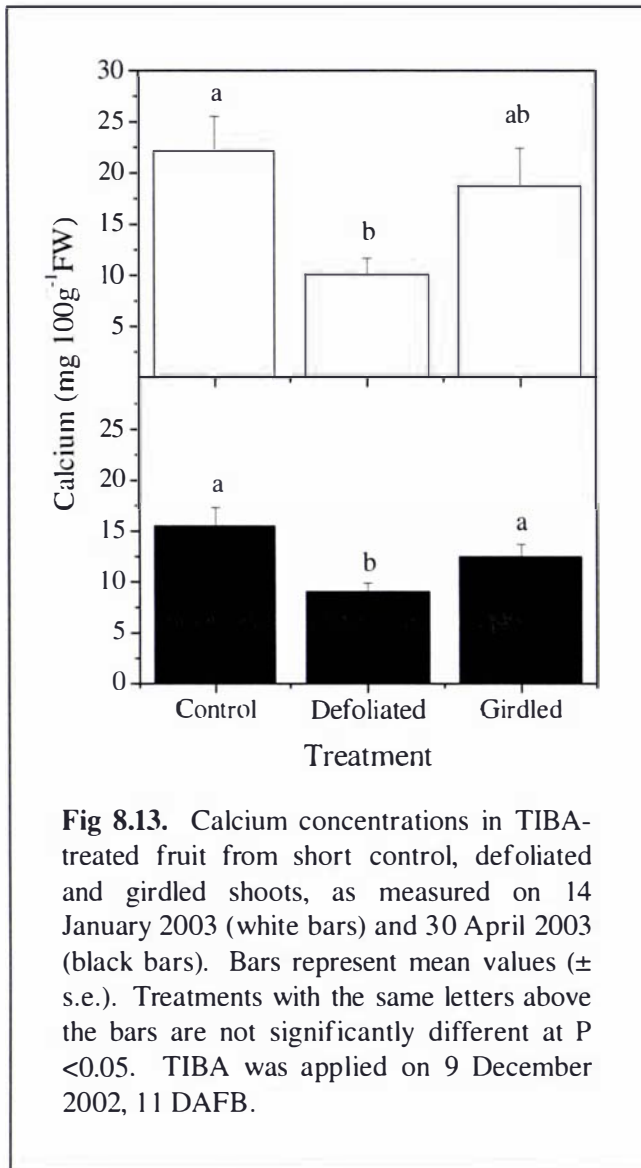 30
a
25
ab
20
15
b
10
5
Calcium (mg 100g⁻¹FW)
25
20
a
15
a
b
10
5
0
Control Defoliated Girdled
Treatment
Fig 8.13. Calcium concentrations in TIBA-
treated fruit from short control, defoliated
and girdled shoots, as measured on 14
January 2003 (white bars) and 30 April 2003
(black bars). Bars represent mean values (±
s.e.). Treatments with the same letters above
the bars are not significantly different at P
<0.05. TIBA was applied on 9 December
2002, 11 DAFB.